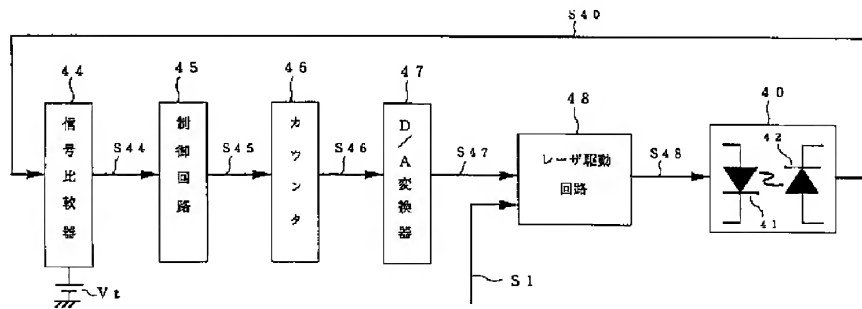 S40
44
45
46
47
48
40
信号比較器
S44
制御回路
S45
カウンタ
S46
D/A変換器
S47
レーザ駆動
回路
S48
42
41
Vt
S1